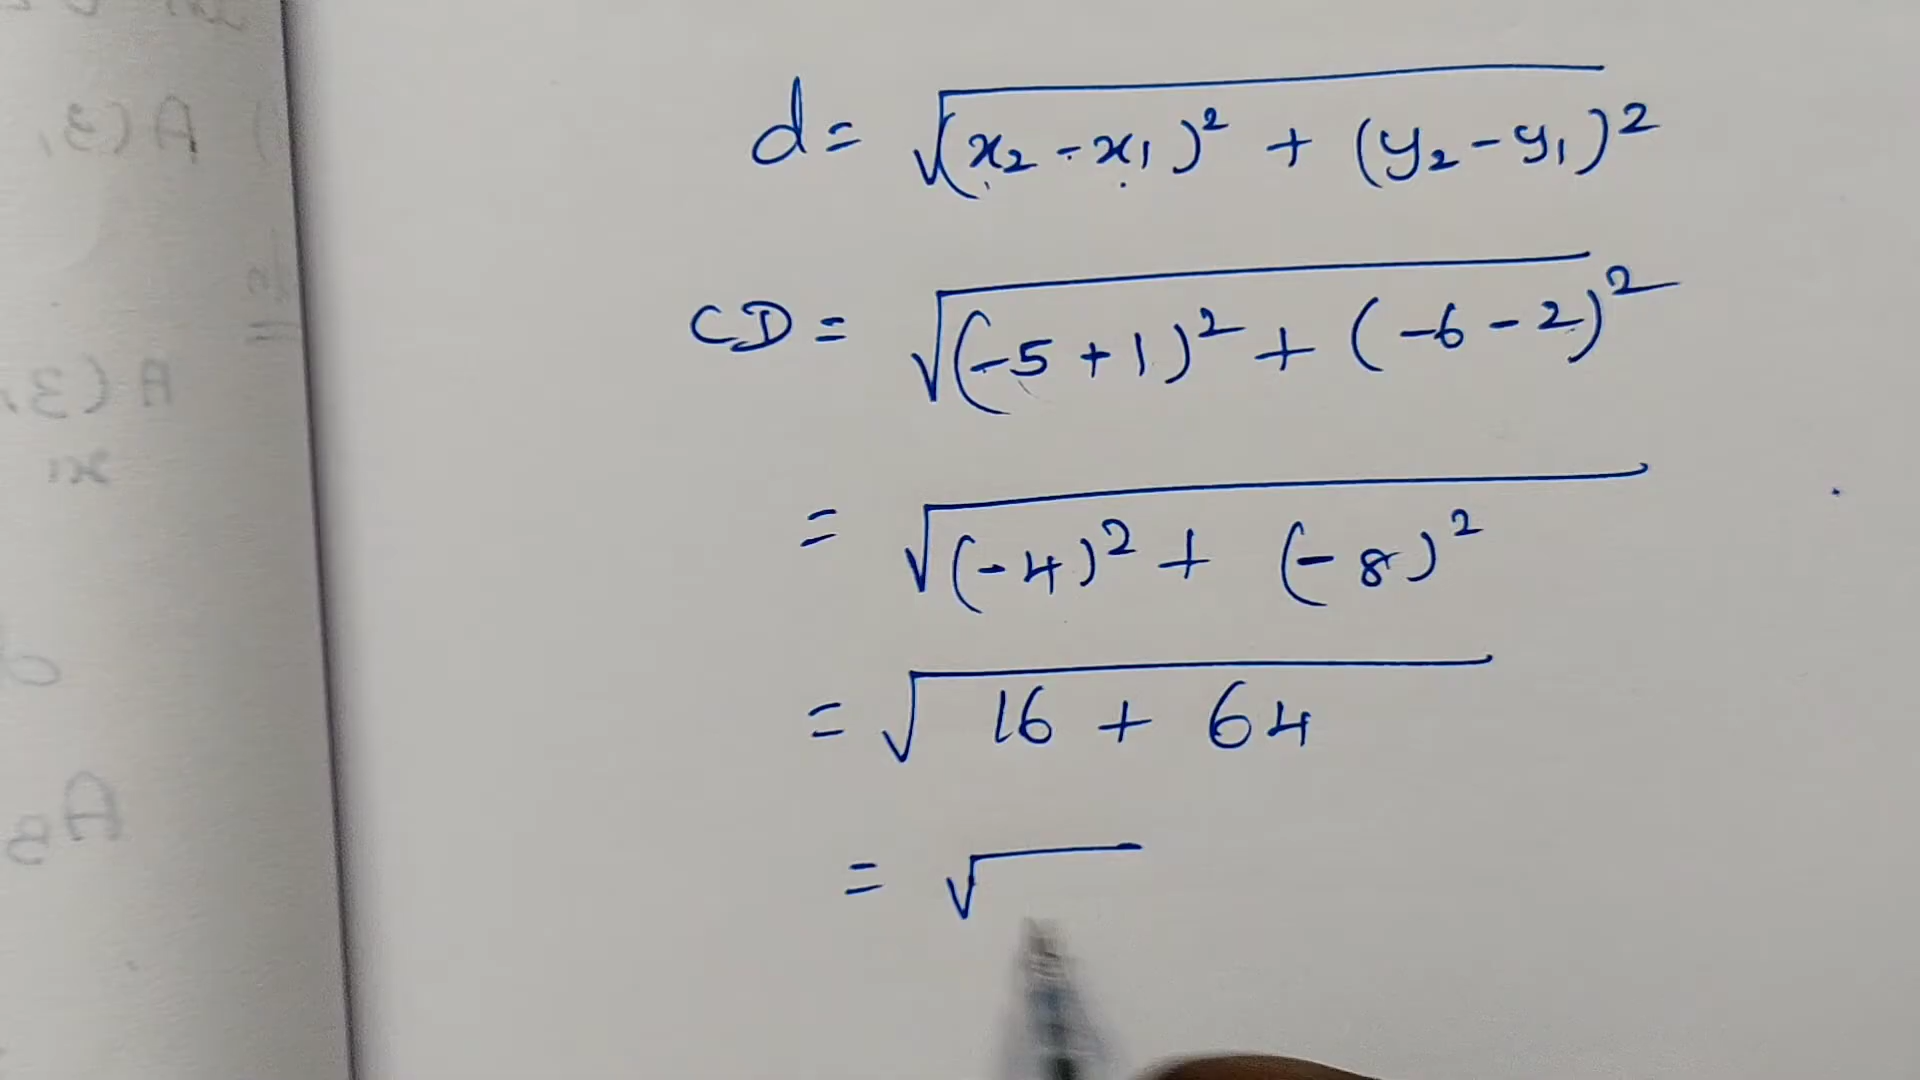 d = √(x₂ - x₁)² + (y₂ - y₁)²
CD = √(-5 + 1)² + (-6 - 2)²
= √(-4)² + (-8)²
= √16 + 64
= √